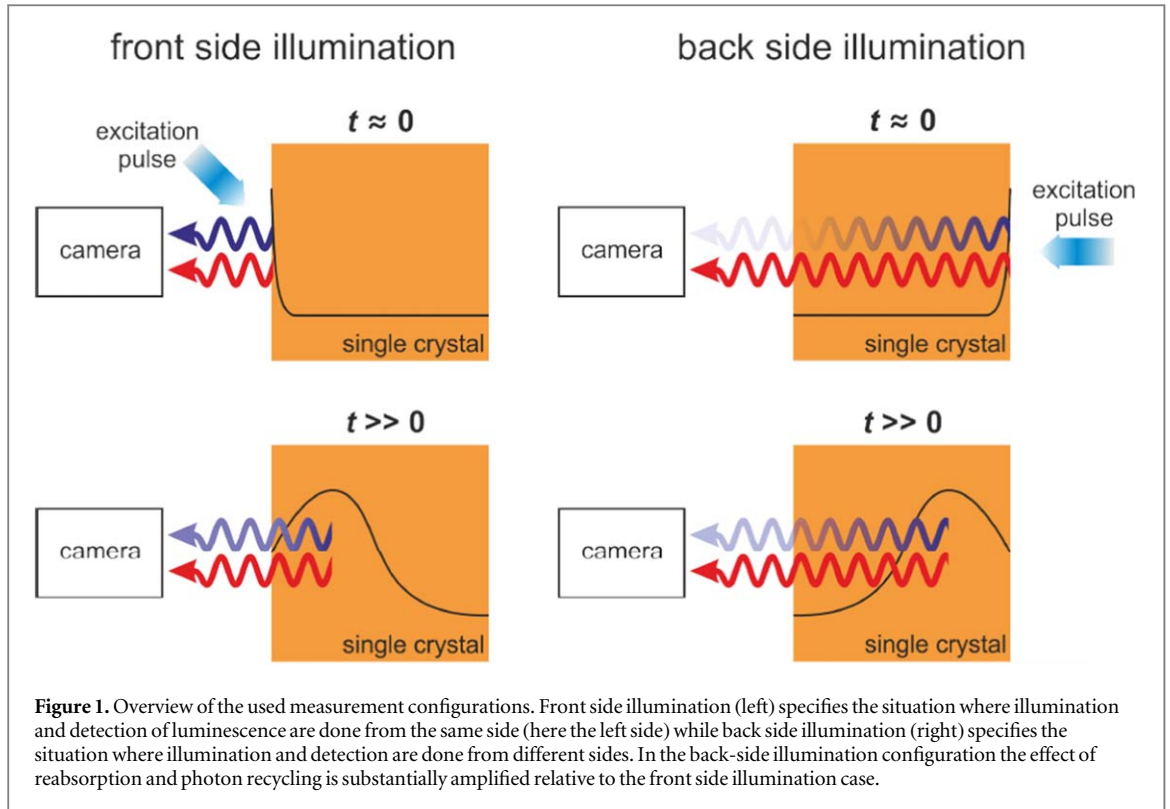 front side illumination
back side illumination
t ≈ 0
excitation
pulse
camera
single crystal
t ≈ 0
excitation
pulse
camera
single crystal
t >> 0
camera
single crystal
t >> 0
camera
single crystal
Figure 1. Overview of the used measurement configurations. Front side illumination (left) specifies the situation where illumination
and detection of luminescence are done from the same side (here the left side) while back side illumination (right) specifies the
situation where illumination and detection are done from different sides. In the back-side illumination configuration the effect of
reabsorption and photon recycling is substantially amplified relative to the front side illumination case.